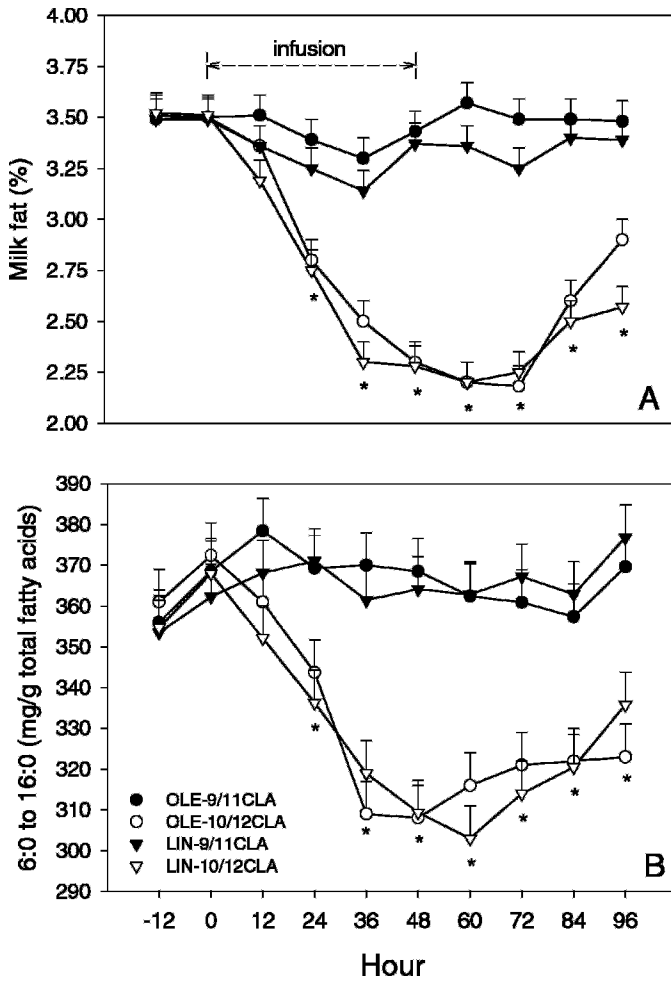 4.00
3.75
3.50
3.25
3.00
2.75
2.50
2.25
2.00
Milk fat (%)
infusion
* * * * * * *
A
390
380
370
360
350
340
330
320
310
300
290
6:0 to 16:0 (mg/g total fatty acids)
* * * * * * *
OLE-9/11CLA
OLE-10/12CLA
LIN-9/11CLA
LIN-10/12CLA
B
-12 0 12 24 36 48 60 72 84 96
Hour